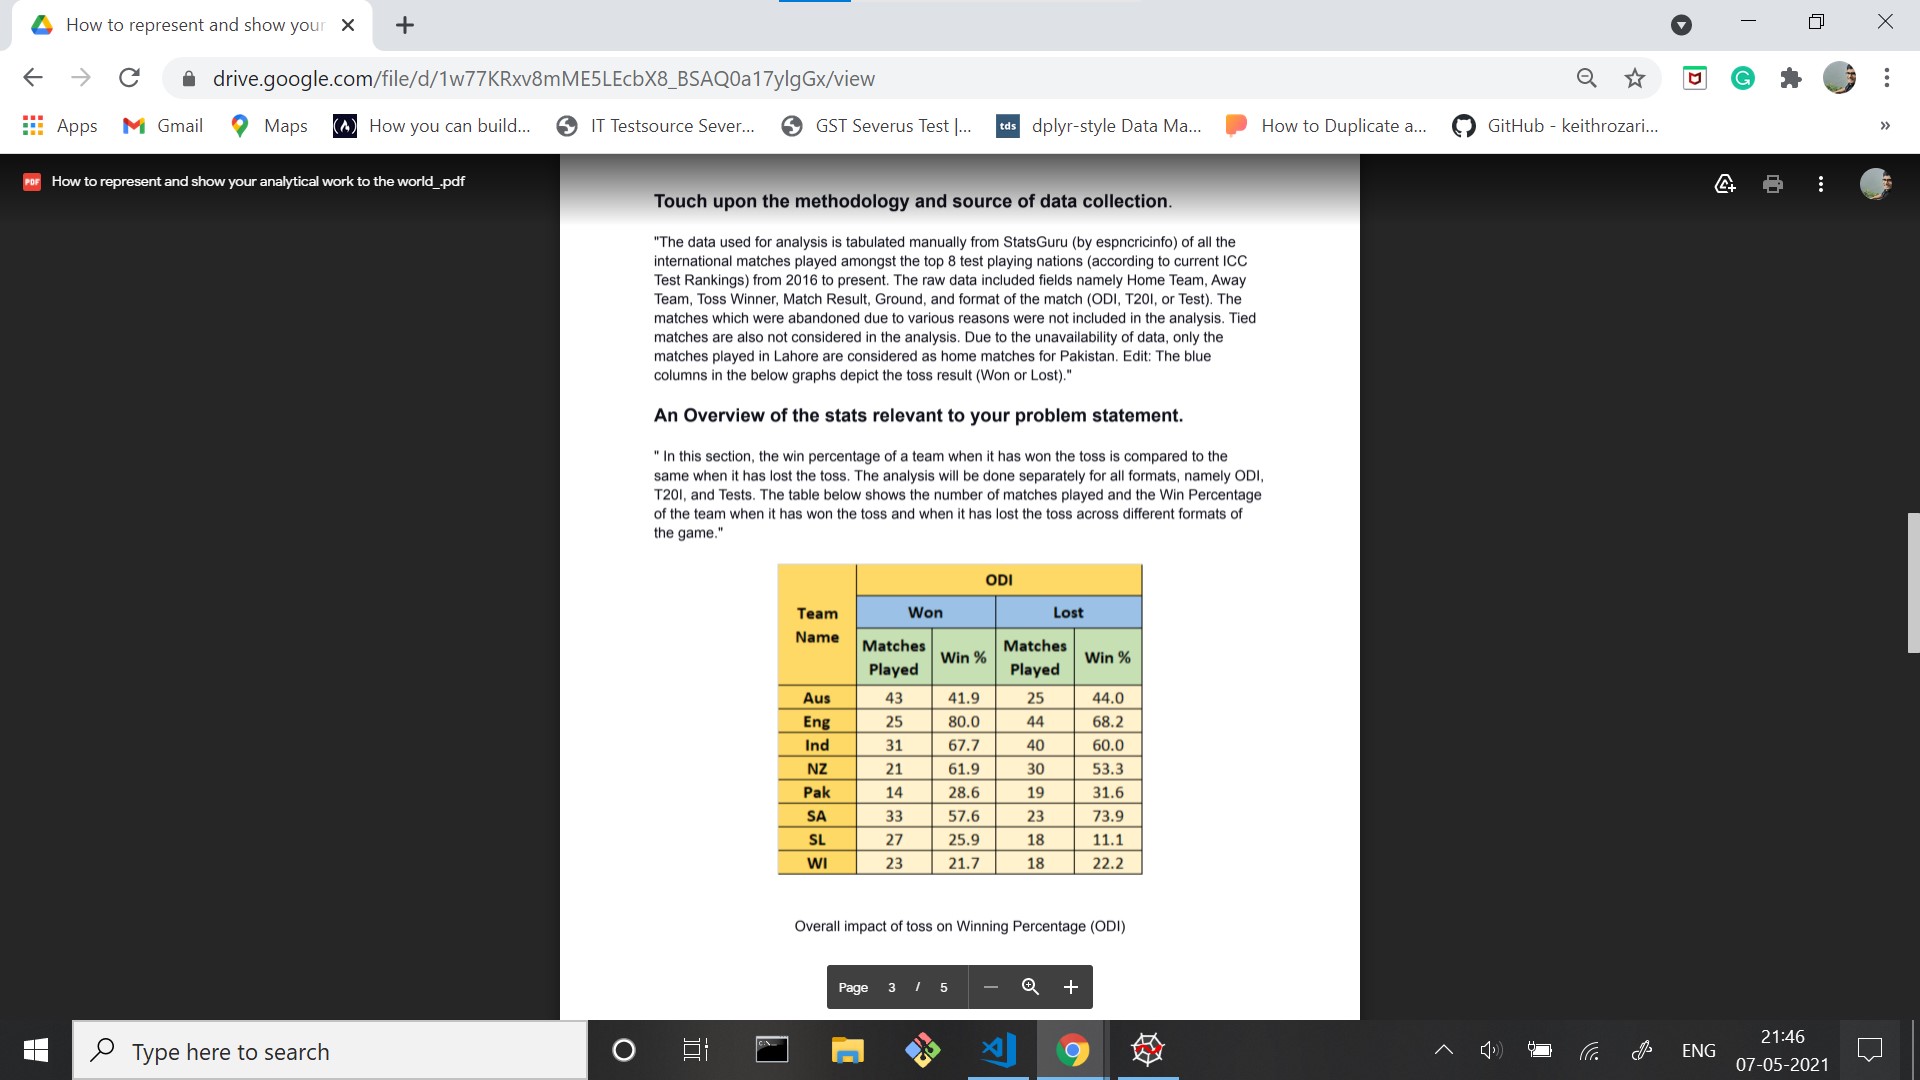 How to represent and show your
drive.google.com/file/d/1w77KRxv8mME5LEcbX8_BSAQ0a17ylgGx/view
Apps
Gmail
Maps
How you can build...
IT Testsource Sever...
GST Severus Test |...
tds
dplyr-style Data Ma...
How to Duplicate a...
GitHub - keithrozari...
»
PDF
How to represent and show your analytical work to the world_.pdf
Touch upon the methodology and source of data collection.
"The data used for analysis is tabulated manually from StatsGuru (by espncricinfo) of all the
international matches played amongst the top 8 test playing nations (according to current ICC
Test Rankings) from 2016 to present. The raw data included fields namely Home Team, Away
Team, Toss Winner, Match Result, Ground, and format of the match (ODI, T20I, or Test). The
matches which were abandoned due to various reasons were not included in the analysis. Tied
matches are also not considered in the analysis. Due to the unavailability of data, only the
matches played in Lahore are considered as home matches for Pakistan. Edit: The blue
columns in the below graphs depict the toss result (Won or Lost)."
An Overview of the stats relevant to your problem statement.
" In this section, the win percentage of a team when it has won the toss is compared to the
same when it has lost the toss. The analysis will be done separately for all formats, namely ODI,
T20I, and Tests. The table below shows the number of matches played and the Win Percentage
of the team when it has won the toss and when it has lost the toss across different formats of
the game."
Team Name
ODI
Won Lost
Matches Played Win % Matches Played Win %
Aus 43 41.9 25 44.0
Eng 25 80.0 44 68.2
Ind 31 67.7 40 60.0
NZ 21 61.9 30 53.3
Pak 14 28.6 19 31.6
SA 33 57.6 23 73.9
SL 27 25.9 18 11.1
WI 23 21.7 18 22.2
Overall impact of toss on Winning Percentage (ODI)
Page 3 / 5
Type here to search
ENG
21:46
07-05-2021